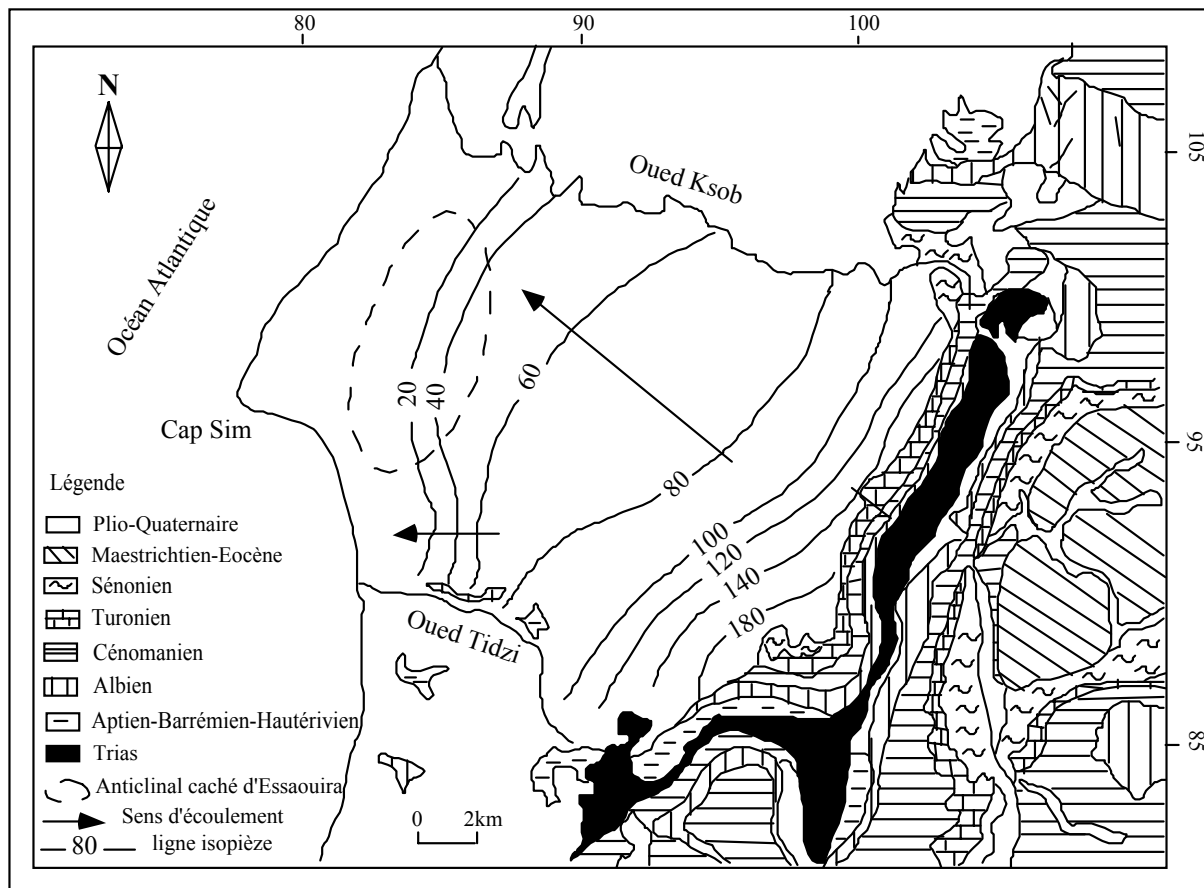 80
90
100
N
105
Oued Ksob
Océan Atlantique
20
40
60
Cap Sim
95
80
Légende
Plio-Quaternaire
100
Maestrichtien-Eocène
120
Sénonien
140
Turonien
180
Oued Tidzi
Cénomanien
Albien
Aptien-Barrémien-Hautérivien
Trias
85
Anticlinal caché d'Essaouira
Sens d'écoulement
0 2km
80 ligne isopièze